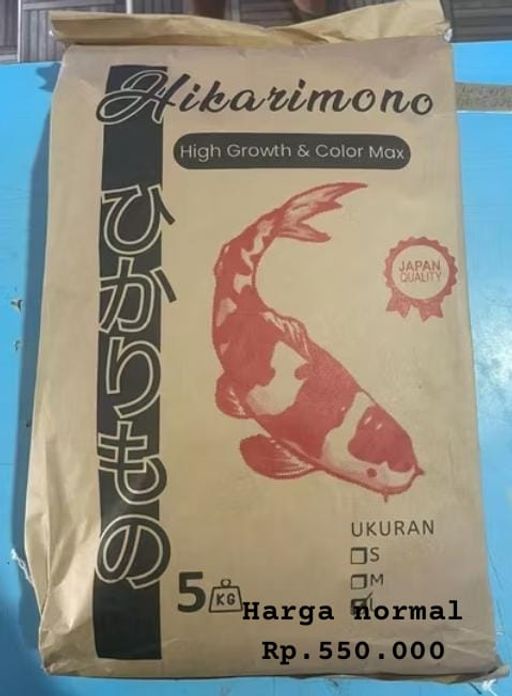 Hikarimono
High Growth & Color Max
ひかりもの
JAPAN
QUALITY
UKURAN
S
M
5 KG
Harga normal
Rp.550.000